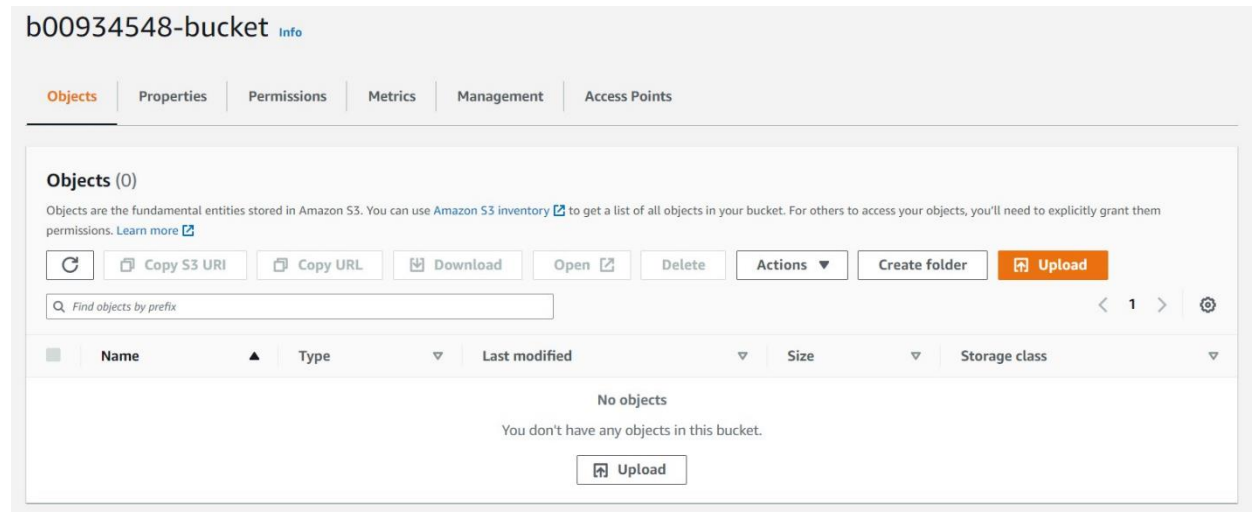 b00934548-bucket Info
Objects Properties Permissions Metrics Management Access Points
Objects (0)
Objects are the fundamental entities stored in Amazon S3. You can use Amazon S3 inventory to get a list of all objects in your bucket. For others to access your objects, you'll need to explicitly grant them
permissions. Learn more
Copy S3 URI Copy URL Download Open Delete Actions Create folder Upload
Find objects by prefix 1
Name Type Last modified Size Storage class
No objects
You don't have any objects in this bucket.
Upload